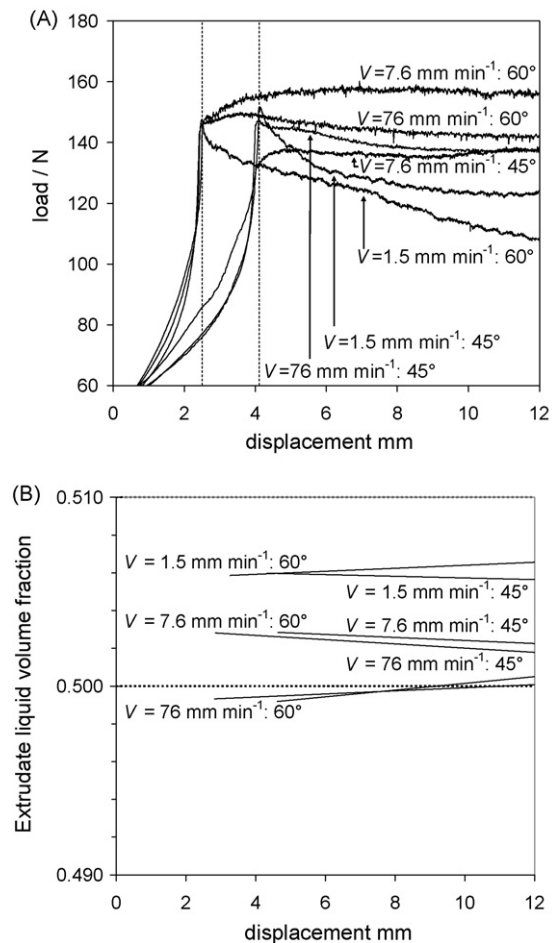 (A)
180
160
140
120
100
80
60
load / N
V=7.6 mm min-1: 60°
V=76 mm min-1: 60°
V=7.6 mm min-1: 45°
V=1.5 mm min-1: 60°
V=1.5 mm min-1: 45°
V=76 mm min-1: 45°
0 2 4 6 8 10 12
displacement mm
(B)
0.510
0.500
0.490
Extrudate liquid volume fraction
V = 1.5 mm min-1: 60°
V = 1.5 mm min-1: 45°
V = 7.6 mm min-1: 60°
V = 7.6 mm min-1: 45°
V = 76 mm min-1: 45°
V = 76 mm min-1: 60°
0 2 4 6 8 10 12
displacement mm